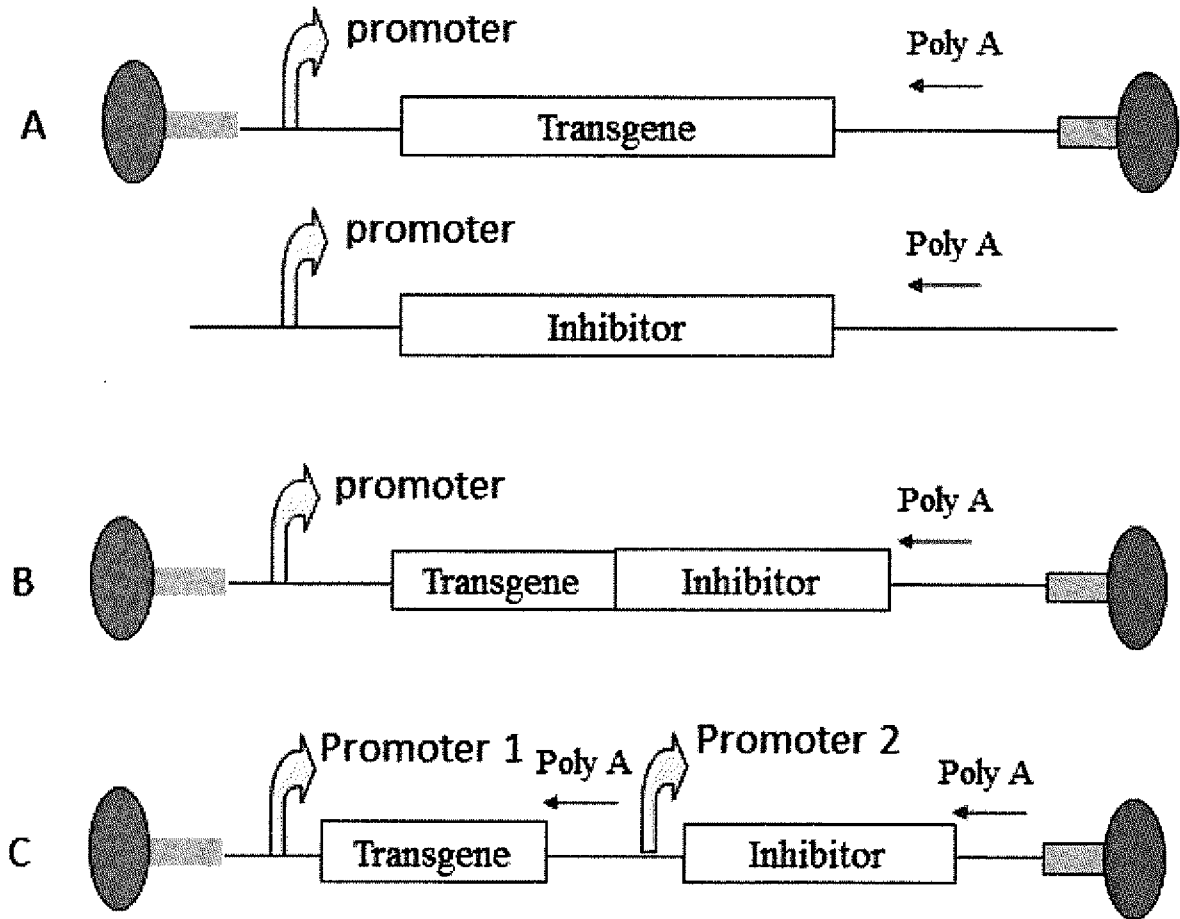 promoter
Poly A
A
Transgene
promoter
Poly A
Inhibitor
promoter
Poly A
B
Transgene Inhibitor
Promoter 1
Poly A
Promoter 2
Poly A
C
Transgene
Inhibitor